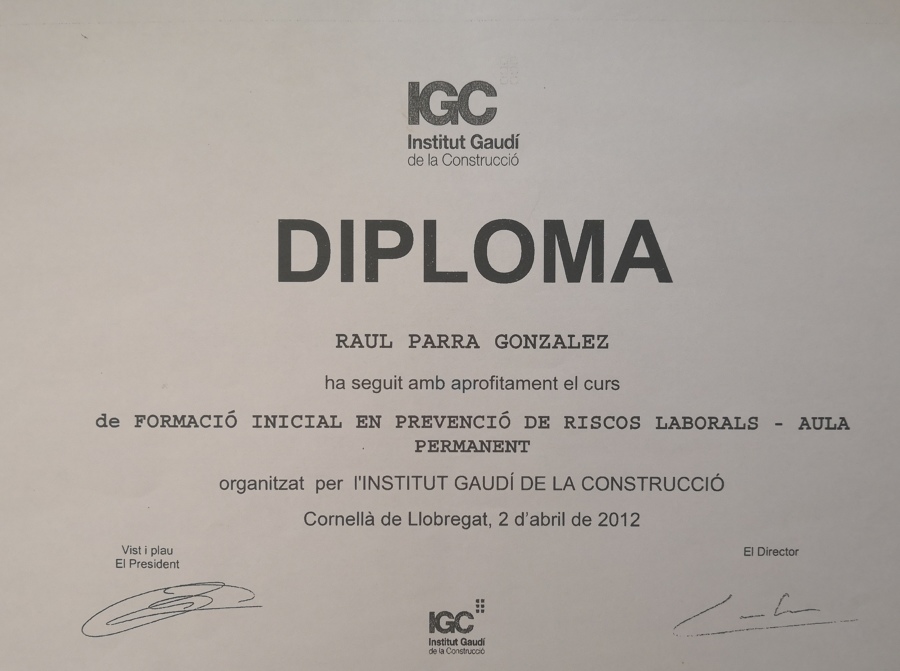 IGC
Institut Gaudí
de la Construcció
DIPLOMA
RAUL PARRA GONZALEZ
ha seguit amb aprofitament el curs
de FORMACIÓ INICIAL EN PREVENCIÓ DE RISCOS LABORALS - AULA
PERMANENT
organitzat per l'INSTITUT GAUDÍ DE LA CONSTRUCCIÓ
Cornellà de Llobregat, 2 d'abril de 2012
Vist i plau
El President
El Director
IGC
Institut Gaudí
de la Construcció